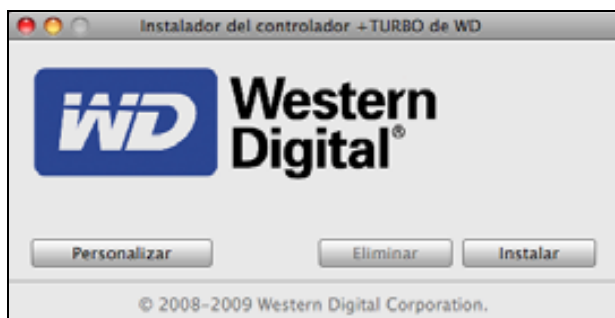 Instalador del controlador +TURBO de WD
WD
Western
Digital®
Personalizar
Eliminar
Instalar
© 2008–2009 Western Digital Corporation.